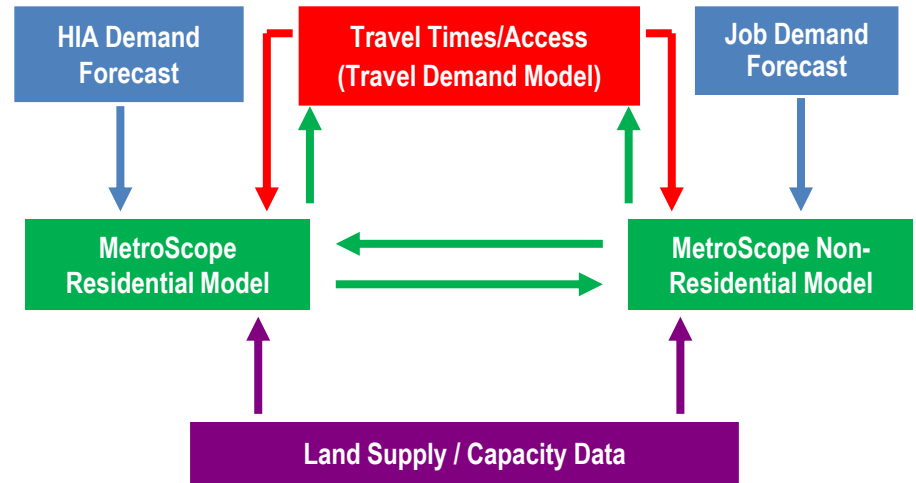 HIA Demand
Forecast
Travel Times/Access
(Travel Demand Model)
Job Demand
Forecast
MetroScope
Residential Model
MetroScope Non-
Residential Model
Land Supply / Capacity Data